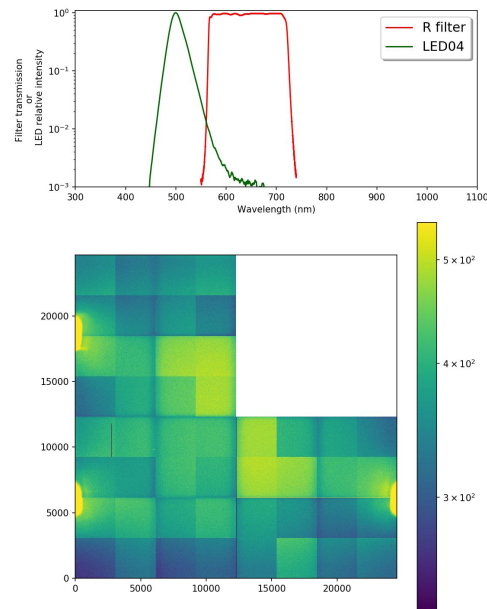 Filter transmission
or
LED relative intensity
10⁰
10⁻¹
10⁻²
10⁻³
R filter
LED04
300 400 500 600 700 800 900 1000 1100
Wavelength (nm)
20000
15000
10000
5000
0
0 5000 10000 15000 20000
5 × 10²
4 × 10²
3 × 10²